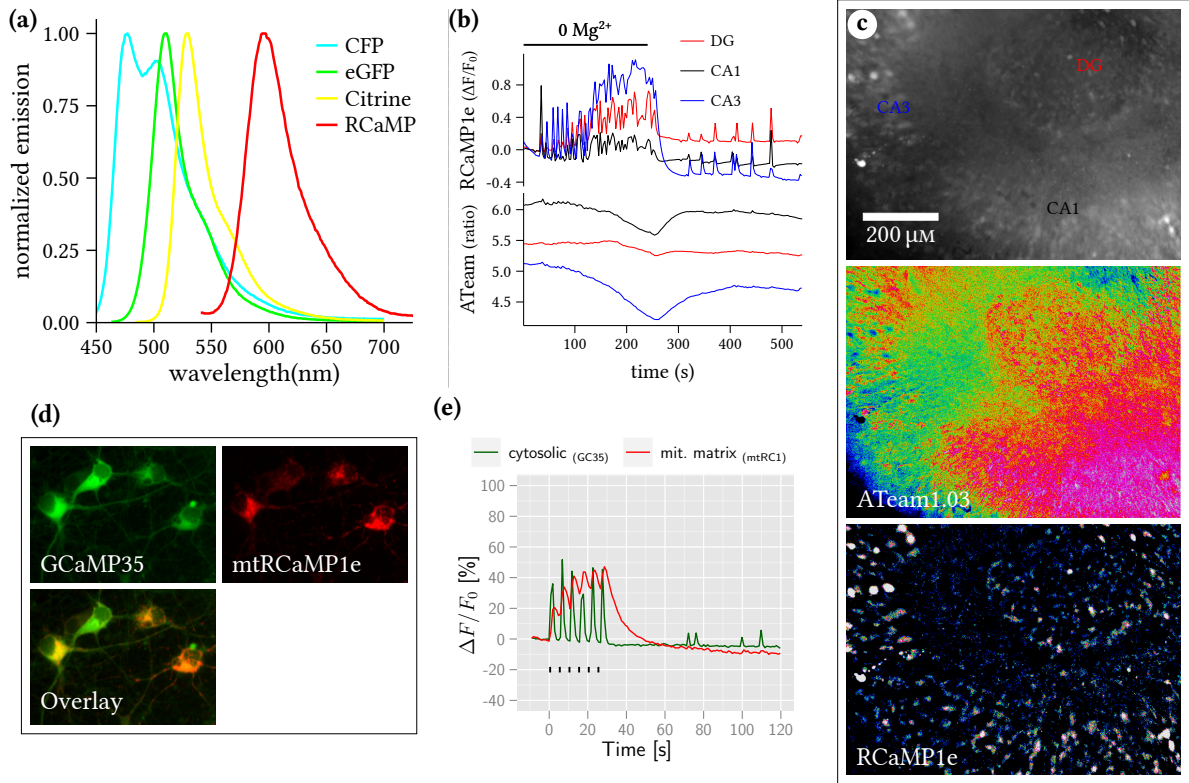 (a)
normalized emission
1.00
0.75
0.50
0.25
0.00
CFP
eGFP
Citrine
RCaMP
450 500 550 600 650 700
wavelength(nm)
(b)
0 Mg²⁺
DG
CA1
CA3
RCaMP1e (ΔF/F₀)
0.8
0.4
0.0
-0.4
ATeam (ratio)
6.0
5.5
5.0
4.5
100 200 300 400 500
time (s)
(c)
DG
CA3
CA1
200 μM
ATeam1.03
RCaMP1e
(d)
GCaMP35
mtRCaMP1e
Overlay
(e)
cytosolic (GC35)
mit. matrix (mtRC1)
ΔF/F₀ [%]
100
80
60
40
20
0
-20
-40
0 20 40 60 80 100 120
Time [s]